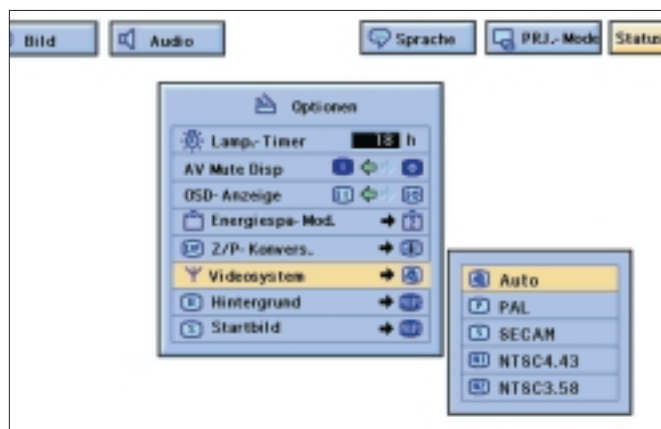 Bild
Audio
Sprache
PRJ.-Mode
Status
Optionen
Lamp.-Timer 18 h
AV Mute Disp
OSD-Anzeige
Energiespa-Mod.
Z/P-Konvers.
Videosystem
Hintergrund
Startbild
Auto
PAL
SECAM
NTSC4.43
NTSC3.58